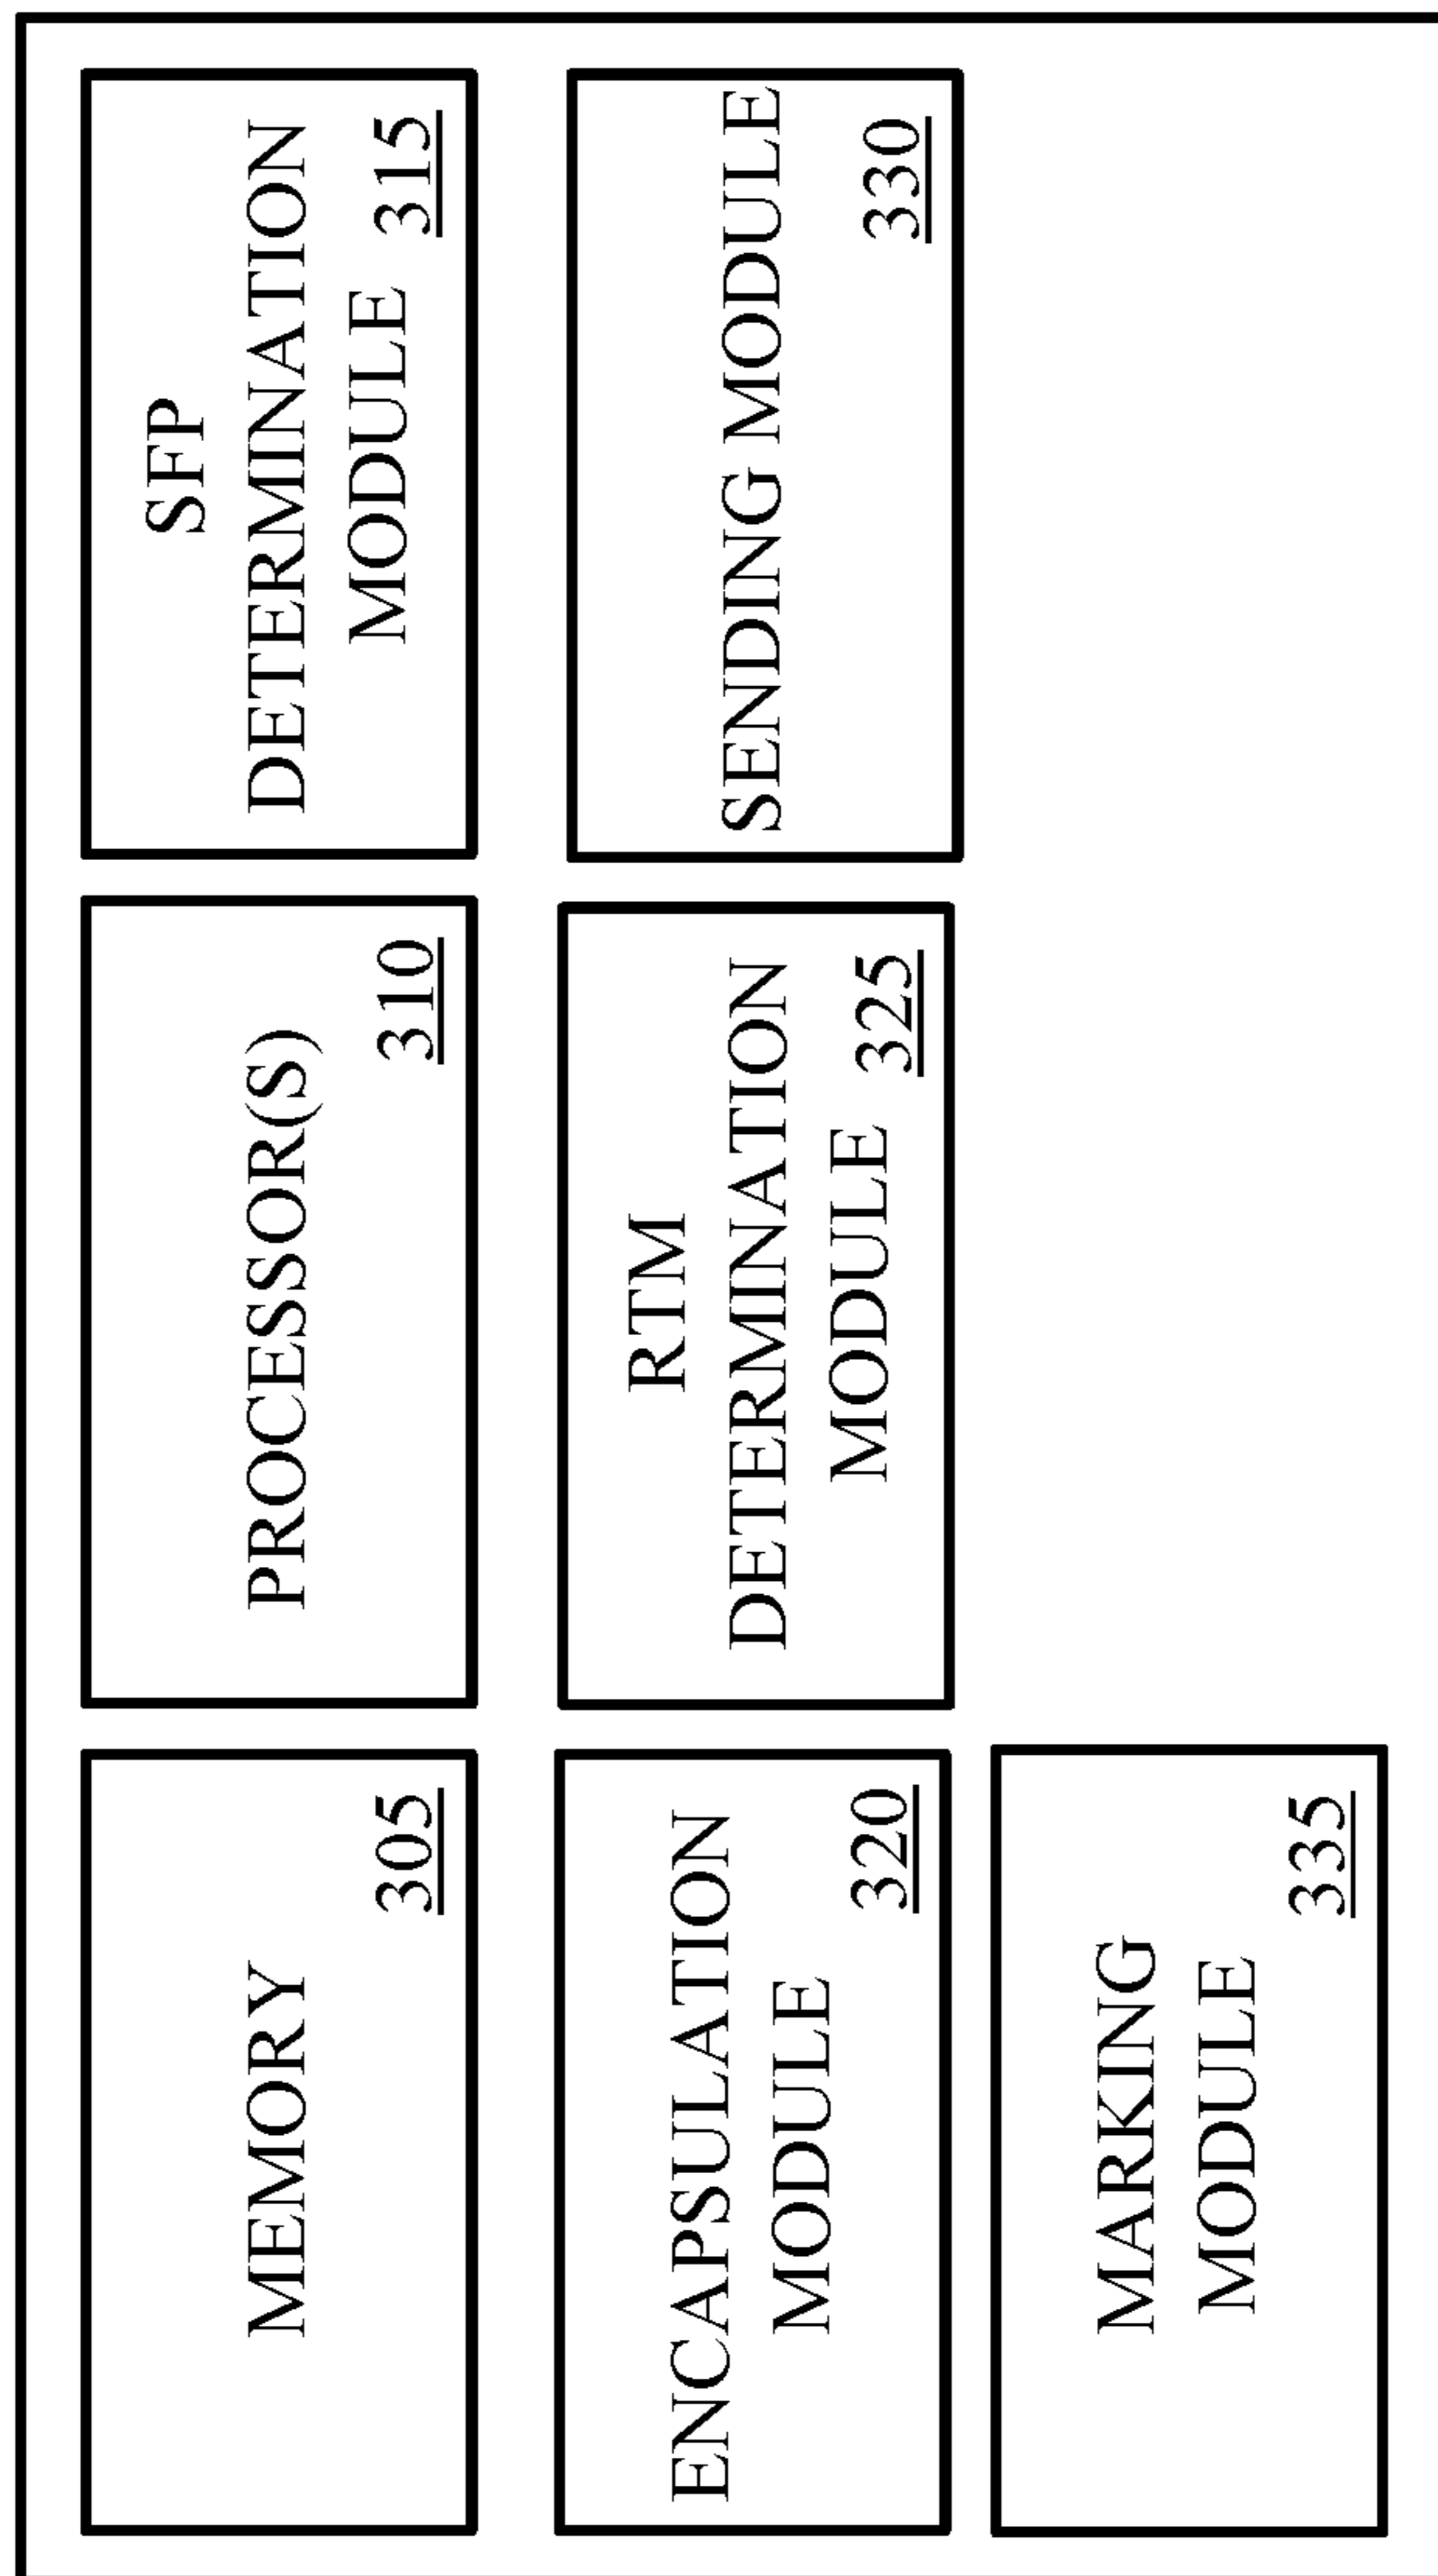 MEMORY
305
PROCESSOR(S)
310
SFP
DETERMINATION
MODULE
315
ENCAPSULATION
MODULE
320
RTM
DETERMINATION
MODULE
325
SENDING MODULE
330
MARKING
MODULE
335